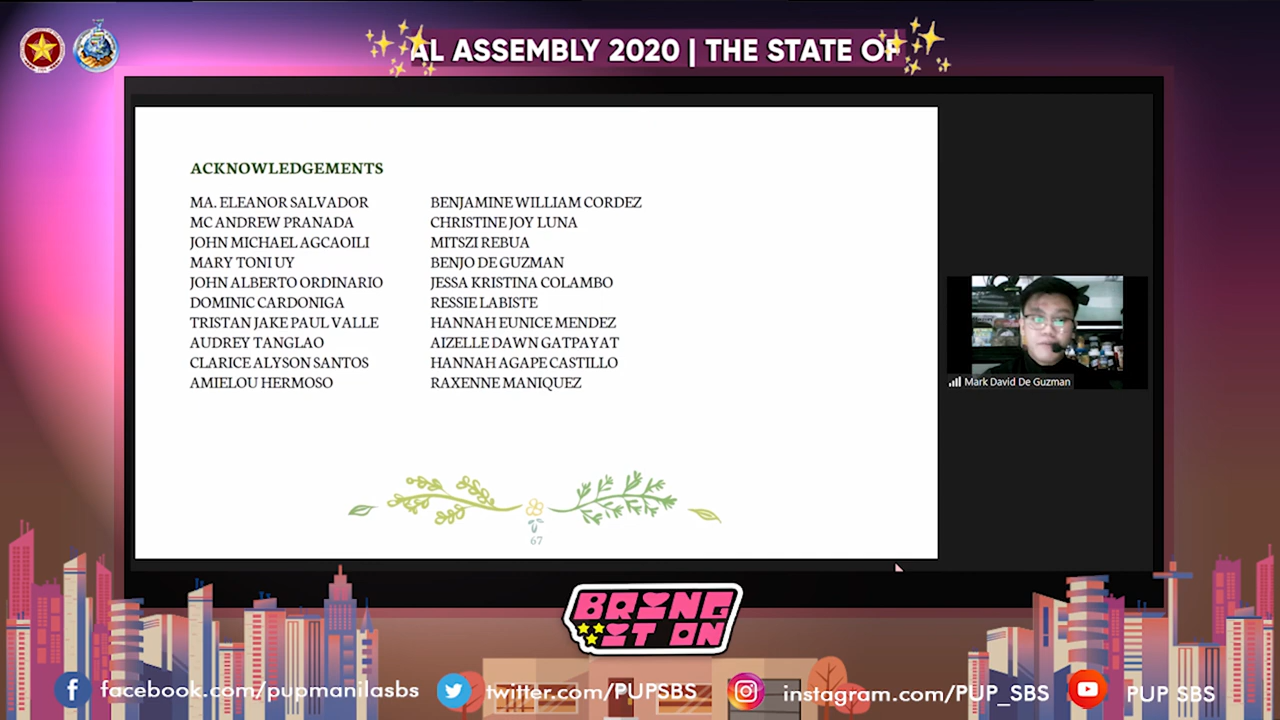 AL ASSEMBLY 2020 | THE STATE OF
ACKNOWLEDGEMENTS
MA. ELEANOR SALVADOR
MC ANDREW PRANADA
JOHN MICHAEL AGCAOILI
MARY TONI UY
JOHN ALBERTO ORDINARIO
DOMINIC CARDONIGA
TRISTAN JAKE PAUL VALLE
AUDREY TANGLAO
CLARICE ALYSON SANTOS
AMIELOU HERMOSO
BENJAMINE WILLIAM CORDEZ
CHRISTINE JOY LUNA
MITSZI REBUA
BENJO DE GUZMAN
JESSA KRISTINA COLAMBO
RESSIE LABISTE
HANNAH EUNICE MENDEZ
AIZELLE DAWN GATPAYAT
HANNAH AGAPE CASTILLO
RAXENNE MANIQUEZ
67
Mark David De Guzman
BRING
IT ON
facebook.com/pupmanilasbs
twitter.com/PUPSBS
instagram.com/PUP_SBS
PUP SBS